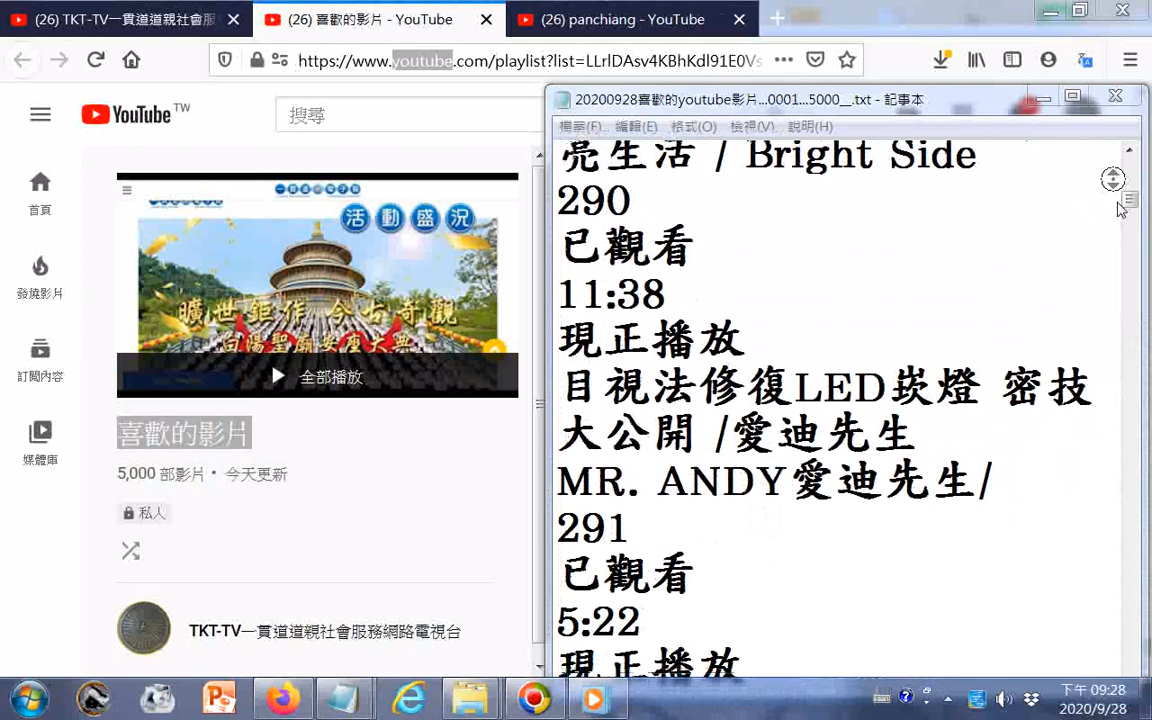 (26) TKT-TV一貫道道親社會服
(26) 喜歡的影片 - YouTube
(26) panchiang - YouTube
https://www.youtube.com/playlist?list=LLrlDAsv4KBhKdl91E0Vs
YouTube TW
搜尋
首頁
發燒影片
訂閱內容
媒體庫
活動盛況
曠世鉅作 今古奇觀
白陽聖廟安座大典
全部播放
喜歡的影片
5,000 部影片 • 今天更新
私人
TKT-TV一貫道道親社會服務網路電視台
20200928喜歡的youtube影片...0001...5000__.txt - 記事本
檔案(F) 編輯(E) 格式(O) 檢視(V) 說明(H)
亮生活 / Bright Side
290
已觀看
11:38
現正播放
目視法修復LED崁燈 密技
大公開 /愛迪先生
MR. ANDY愛迪先生/
291
已觀看
5:22
現正播放
下午 09:28
2020/9/28